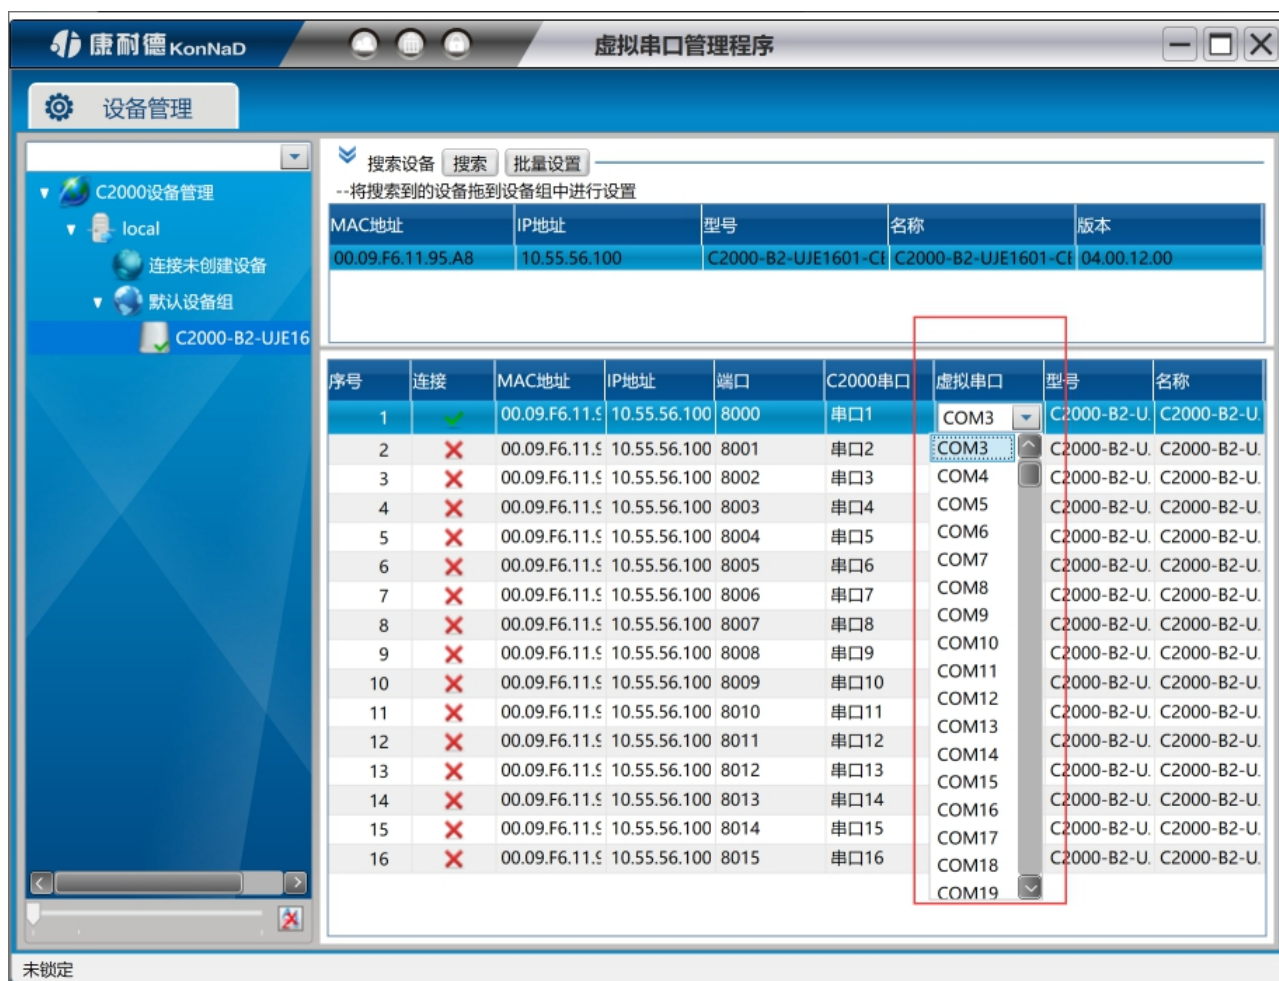 康耐德 KonNaD
虚拟串口管理程序
设备管理
C2000设备管理
local
连接未创建设备
默认设备组
C2000-B2-UJE16
搜索设备 搜索 批量设置
--将搜索到的设备拖到设备组中进行设置
MAC地址 IP地址 型号 名称 版本
00.09.F6.11.95.A8 10.55.56.100 C2000-B2-UJE1601-CE C2000-B2-UJE1601-CE 04.00.12.00
序号 连接 MAC地址 IP地址 端口 C2000串口 虚拟串口 型号 名称
1 00.09.F6.11.9 10.55.56.100 8000 串口1 COM3 C2000-B2-U. C2000-B2-U.
2 00.09.F6.11.9 10.55.56.100 8001 串口2 COM3 C2000-B2-U. C2000-B2-U.
3 00.09.F6.11.9 10.55.56.100 8002 串口3 COM4 C2000-B2-U. C2000-B2-U.
4 00.09.F6.11.9 10.55.56.100 8003 串口4 COM5 C2000-B2-U. C2000-B2-U.
5 00.09.F6.11.9 10.55.56.100 8004 串口5 COM6 C2000-B2-U. C2000-B2-U.
6 00.09.F6.11.9 10.55.56.100 8005 串口6 COM7 C2000-B2-U. C2000-B2-U.
7 00.09.F6.11.9 10.55.56.100 8006 串口7 COM8 C2000-B2-U. C2000-B2-U.
8 00.09.F6.11.9 10.55.56.100 8007 串口8 COM9 C2000-B2-U. C2000-B2-U.
9 00.09.F6.11.9 10.55.56.100 8008 串口9 COM10 C2000-B2-U. C2000-B2-U.
10 00.09.F6.11.9 10.55.56.100 8009 串口10 COM11 C2000-B2-U. C2000-B2-U.
11 00.09.F6.11.9 10.55.56.100 8010 串口11 COM12 C2000-B2-U. C2000-B2-U.
COM13
12 00.09.F6.11.9 10.55.56.100 8011 串口12 COM14 C2000-B2-U. C2000-B2-U.
13 00.09.F6.11.9 10.55.56.100 8012 串口13 COM15 C2000-B2-U. C2000-B2-U.
14 00.09.F6.11.9 10.55.56.100 8013 串口14 COM16 C2000-B2-U. C2000-B2-U.
15 00.09.F6.11.9 10.55.56.100 8014 串口15 COM17 C2000-B2-U. C2000-B2-U.
16 00.09.F6.11.9 10.55.56.100 8015 串口16 COM18 C2000-B2-U. C2000-B2-U.
COM19
未锁定